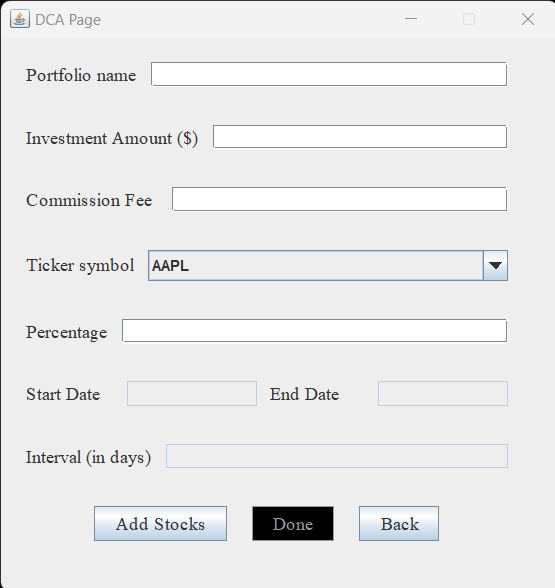 DCA Page
Portfolio name
Investment Amount ($)
Commission Fee
Ticker symbol AAPL
Percentage
Start Date End Date
Interval (in days)
Add Stocks Done Back